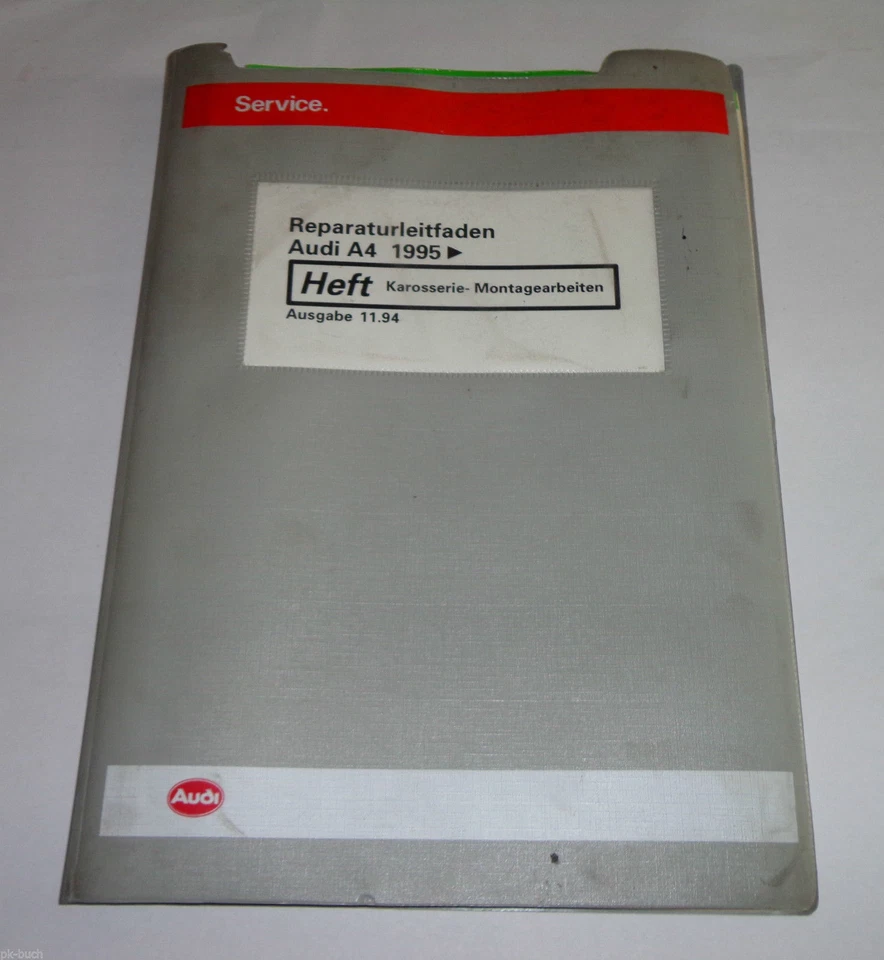 Service.
Reparaturleitfaden
Audi A4 1995 ►
Heft Karosserie- Montagearbeiten
Ausgabe 11.94
Audi
pk-buch